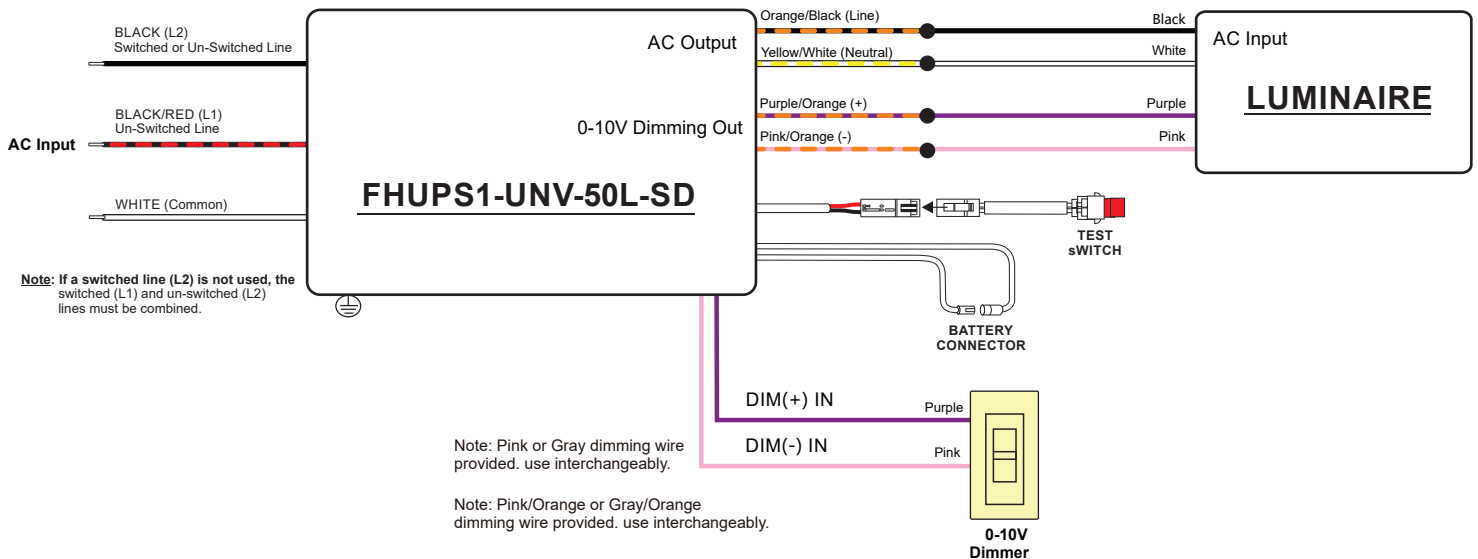 BLACK (L2)
Switched or Un-Switched Line
BLACK/RED (L1)
Un-Switched Line
AC Input
WHITE (Common)
Note: If a switched line (L2) is not used, the
switched (L1) and un-switched (L2)
lines must be combined.
AC Output
0-10V Dimming Out
FHUPS1-UNV-50L-SD
Orange/Black (Line)
Yellow/White (Neutral)
Purple/Orange (+)
Pink/Orange (-)
Black
White
Purple
Pink
AC Input
LUMINAIRE
TEST
sWITCH
BATTERY
CONNECTOR
DIM(+) IN
Purple
DIM(-) IN
Pink
Note: Pink or Gray dimming wire
provided. use interchangeably.
Note: Pink/Orange or Gray/Orange
dimming wire provided. use interchangeably.
0-10V
Dimmer